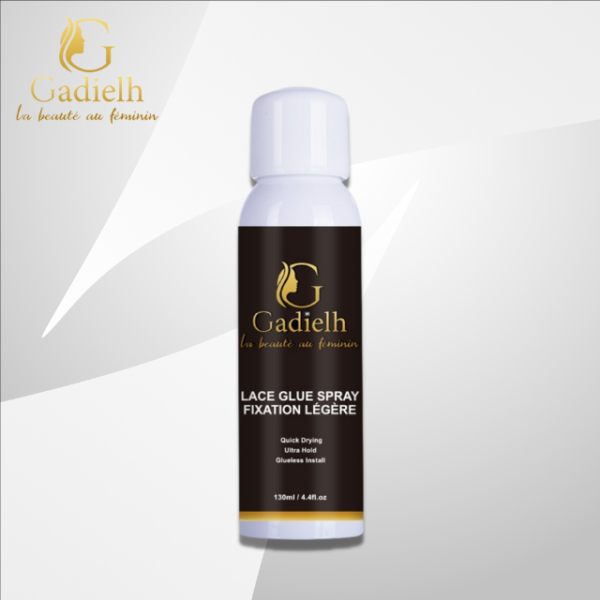 G
Gadielh
la beauté au féminin
G
Gadielh
la beauté au féminin
LACE GLUE SPRAY
FIXATION LÉGÈRE
Quick Drying
Ultra Hold
Glueless Install
130ml / 4.4fl.oz